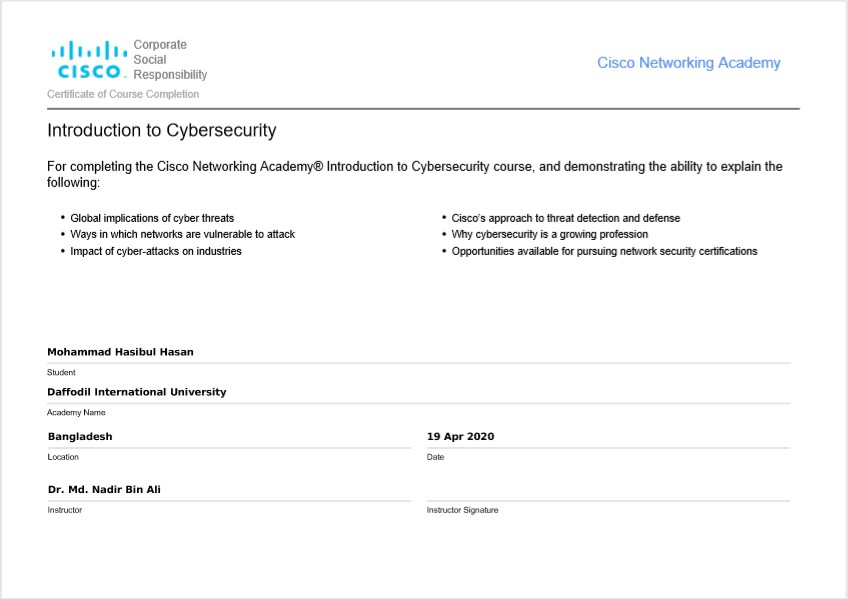 Corporate
Social
Responsibility
CISCO
Cisco Networking Academy
Certificate of Course Completion
Introduction to Cybersecurity
For completing the Cisco Networking Academy® Introduction to Cybersecurity course, and demonstrating the ability to explain the
following:
• Global implications of cyber threats
• Ways in which networks are vulnerable to attack
• Impact of cyber-attacks on industries
• Cisco's approach to threat detection and defense
• Why cybersecurity is a growing profession
• Opportunities available for pursuing network security certifications
Mohammad Hasibul Hasan
Student
Daffodil International University
Academy Name
Bangladesh
Location
19 Apr 2020
Date
Dr. Md. Nadir Bin Ali
Instructor
Instructor Signature